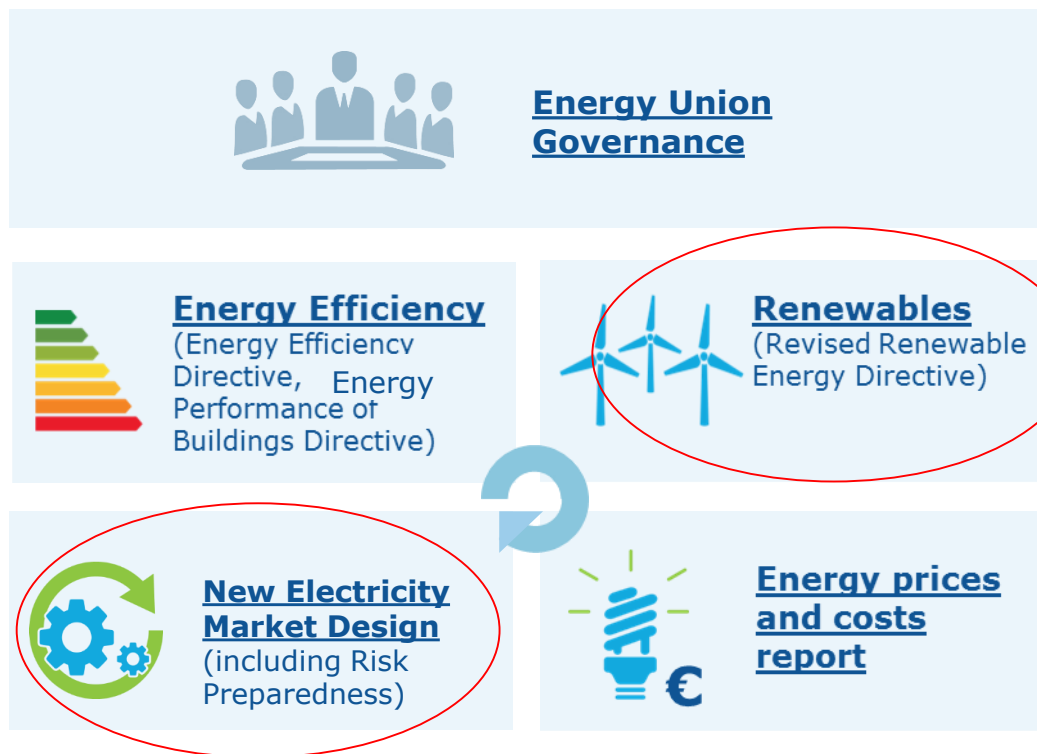 Energy Union
Governance
Energy Efficiency
(Energy Efficiency
Directive, Energy
Performance of
Buildings Directive)
Renewables
(Revised Renewable
Energy Directive)
New Electricity
Market Design
(including Risk
Preparedness)
Energy prices
and costs
report
€